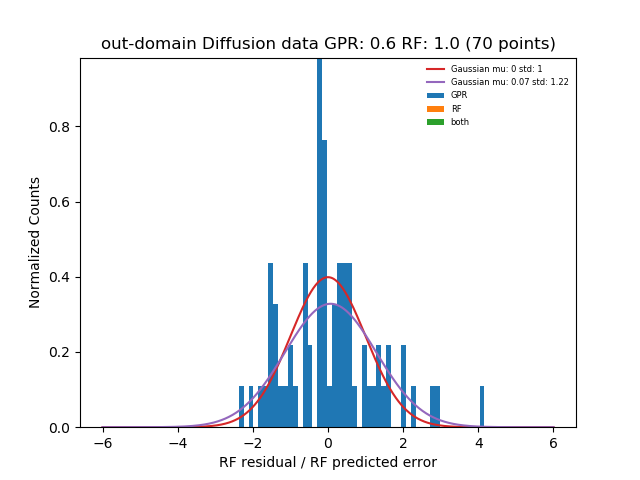 out-domain Diffusion data GPR: 0.6 RF: 1.0 (70 points)
Gaussian mu: 0 std: 1
Gaussian mu: 0.07 std: 1.22
GPR
RF
both
Normalized Counts
0.8
0.6
0.4
0.2
0.0
−6 −4 −2 0 2 4 6
RF residual / RF predicted error